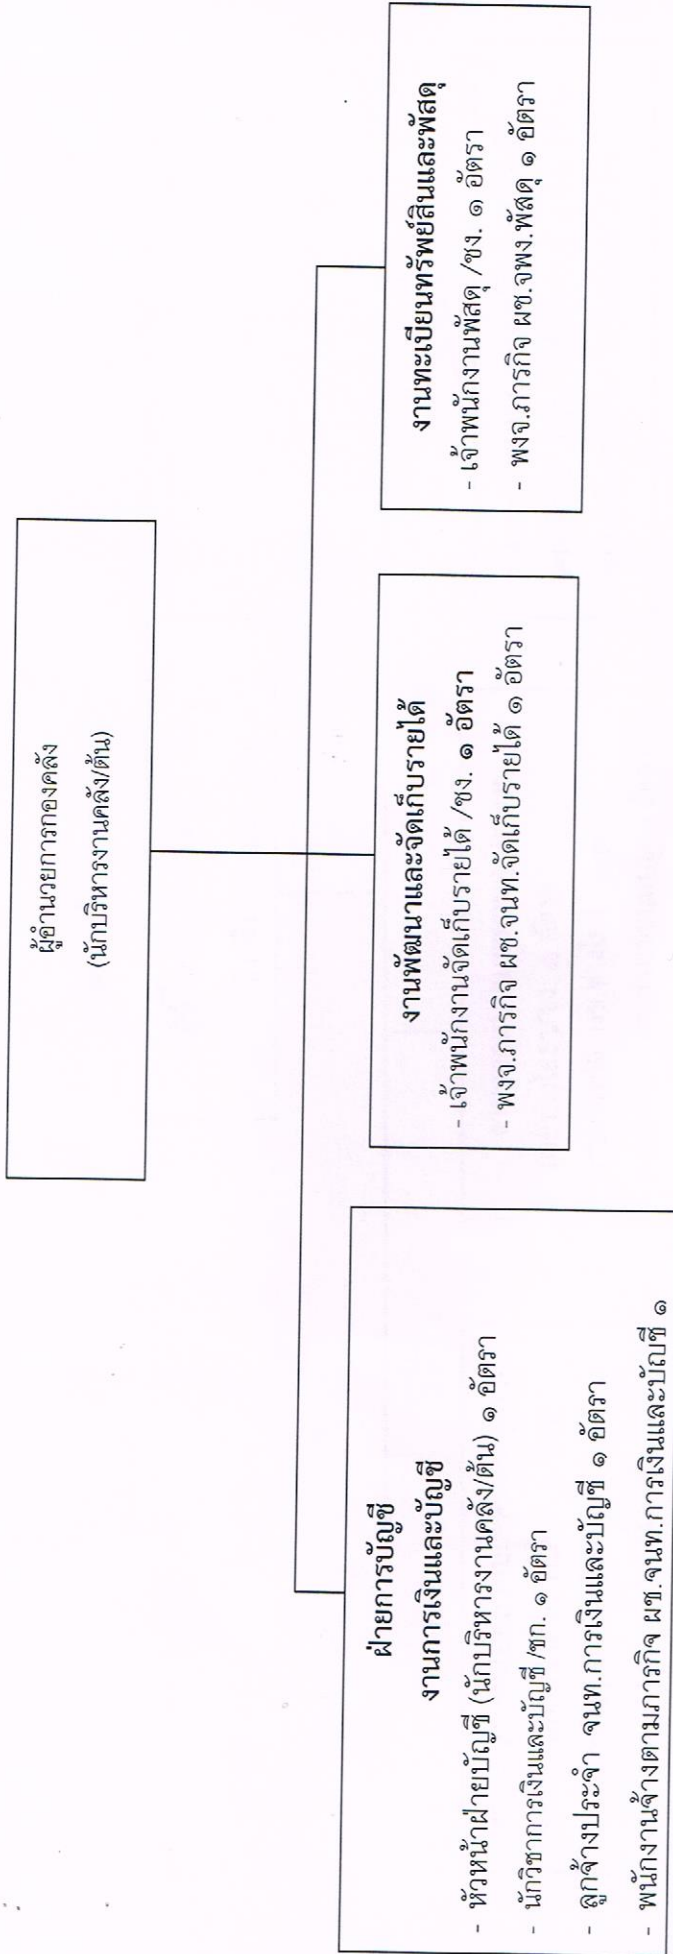 ผู้อำนวยการกองคลัง
(นักบริหารงานคลัง/ต้น)
ฝ่ายการบัญชี
งานการเงินและบัญชี
- หัวหน้าฝ่ายบัญชี (นักบริหารงานคลัง/ต้น) ๑ อัตรา
- นักวิชาการเงินและบัญชี /ชก. ๑ อัตรา
- ลูกจ้างประจำ จนท.การเงินและบัญชี ๑ อัตรา
- พนักงานจ้างตามภารกิจ ผช.จนท.การเงินและบัญชี ๑
งานพัฒนาและจัดเก็บรายได้
- เจ้าพนักงานจัดเก็บรายได้ /ชง. ๑ อัตรา
- พงจ.ภารกิจ ผช.จนท.จัดเก็บรายได้ ๑ อัตรา
งานทะเบียนทรัพย์สินและพัสดุ
- เจ้าพนักงานพัสดุ /ชง. ๑ อัตรา
- พงจ.ภารกิจ ผช.จพง.พัสดุ ๑ อัตรา